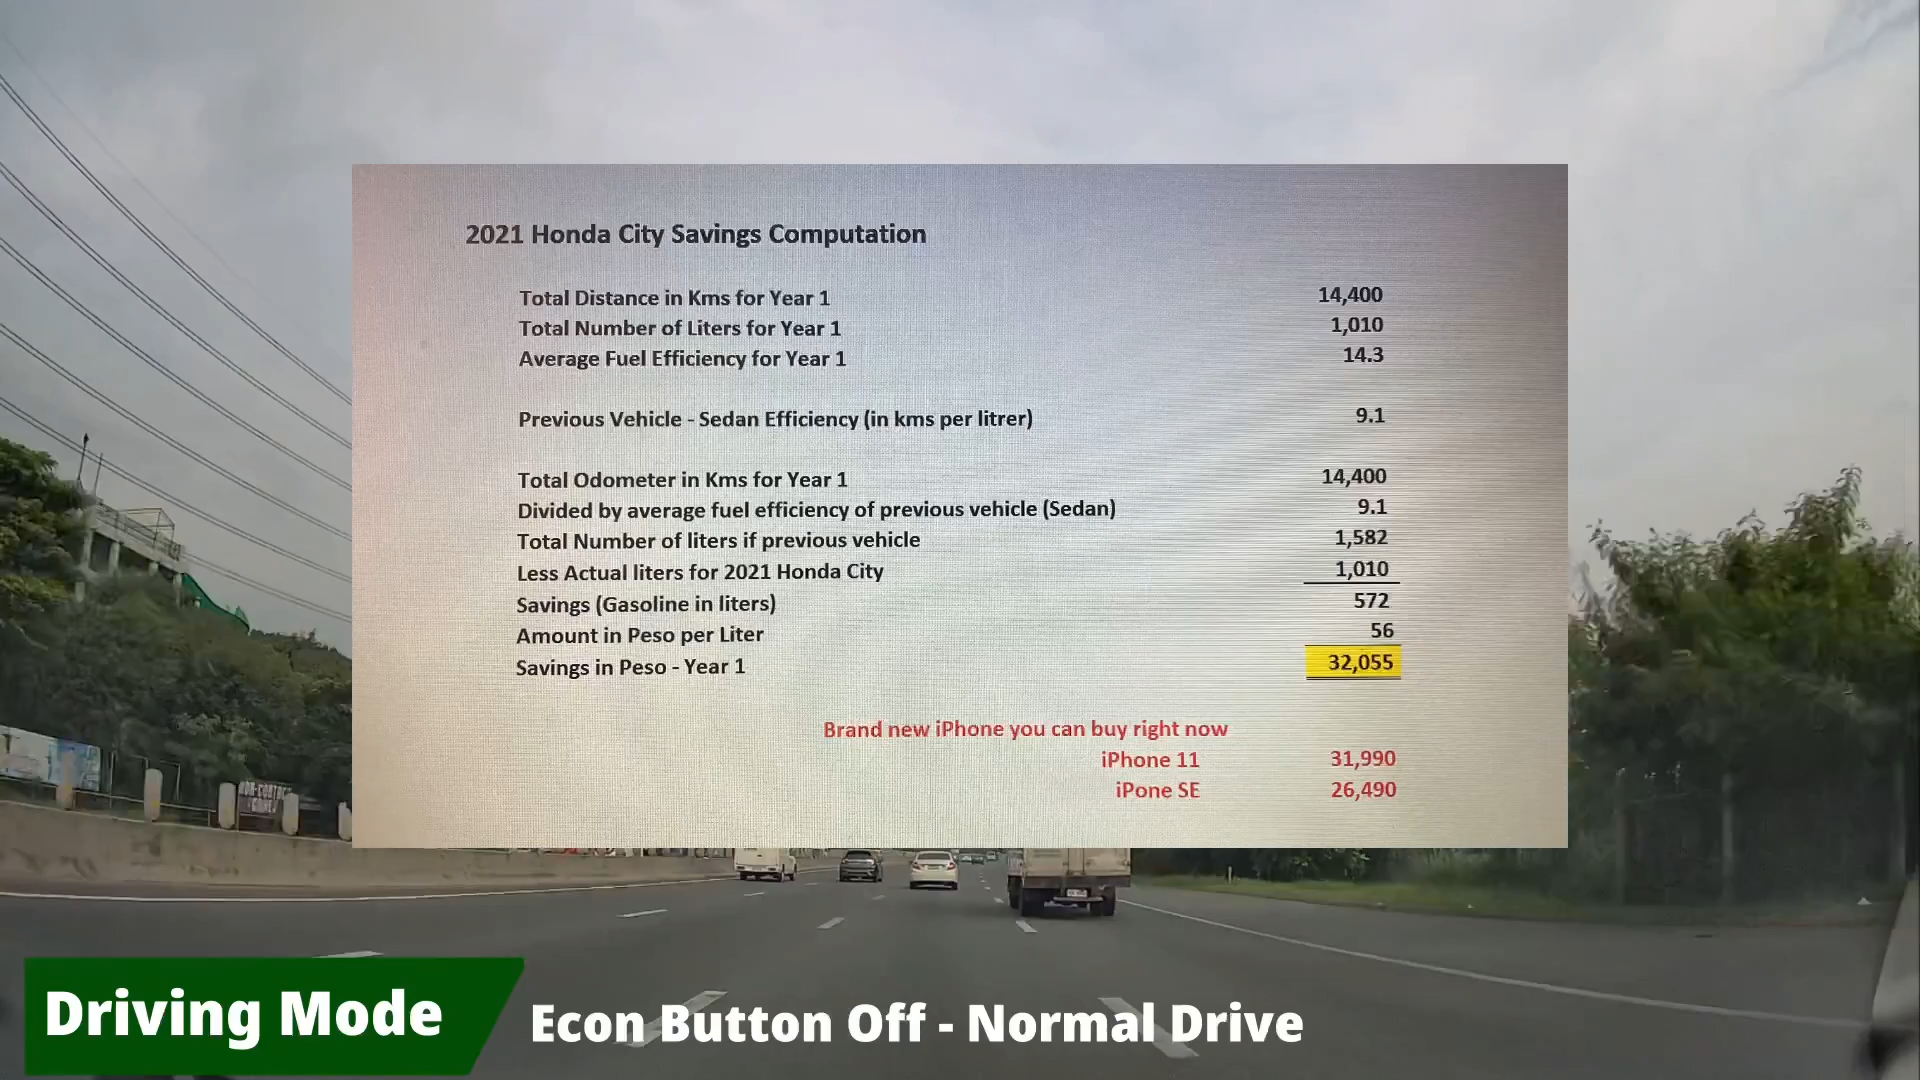 2021 Honda City Savings Computation
Total Distance in Kms for Year 1 14,400
Total Number of Liters for Year 1 1,010
Average Fuel Efficiency for Year 1 14.3
Previous Vehicle - Sedan Efficiency (in kms per litrer) 9.1
Total Odometer in Kms for Year 1 14,400
Divided by average fuel efficiency of previous vehicle (Sedan) 9.1
Total Number of liters if previous vehicle 1,582
Less Actual liters for 2021 Honda City 1,010
Savings (Gasoline in liters) 572
Amount in Peso per Liter 56
Savings in Peso - Year 1 32,055
Brand new iPhone you can buy right now
iPhone 11 31,990
iPone SE 26,490
Driving Mode
Econ Button Off - Normal Drive